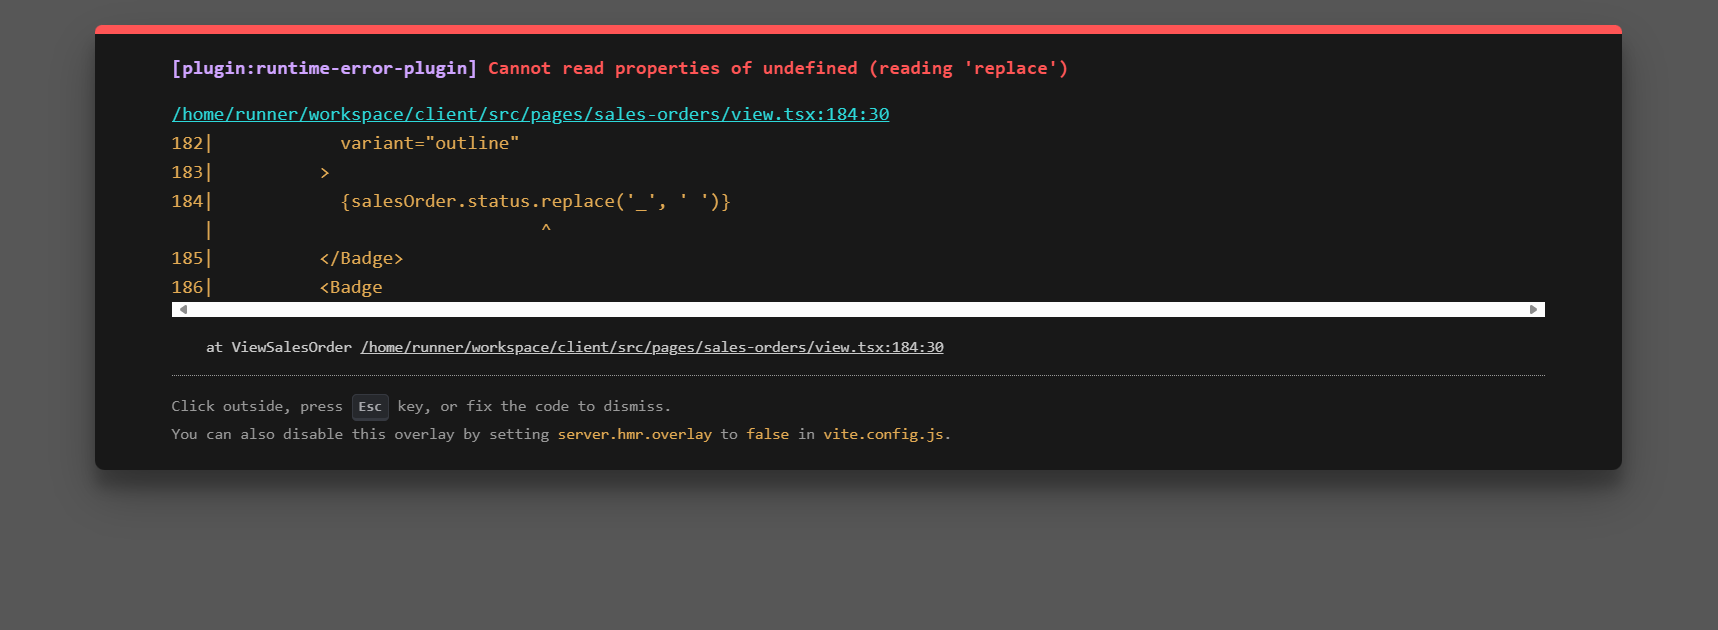 [plugin:runtime-error-plugin] Cannot read properties of undefined (reading 'replace')
/home/runner/workspace/client/src/pages/sales-orders/view.tsx:184:30
182|            variant="outline"
183|          >
184|            {salesOrder.status.replace('_', ' ')}
   |                               ^
185|          </Badge>
186|          <Badge
at ViewSalesOrder /home/runner/workspace/client/src/pages/sales-orders/view.tsx:184:30
Click outside, press Esc key, or fix the code to dismiss.
You can also disable this overlay by setting server.hmr.overlay to false in vite.config.js.